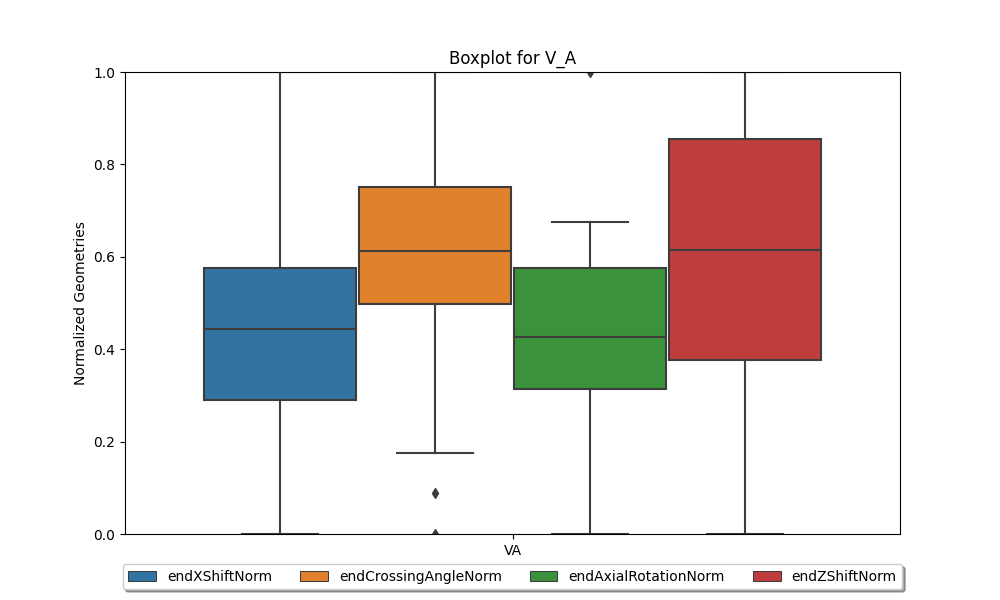 Boxplot for V_A
1.0
0.8
0.6
0.4
0.2
0.0
Normalized Geometries
VA
endXShiftNorm endCrossingAngleNorm endAxialRotationNorm endZShiftNorm